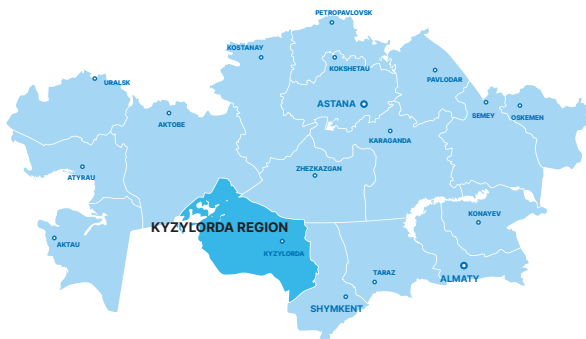 PETROPAVLOVSK
KOSTANAY
KOKSHETAU
PAVLODAR
URALSK
ASTANA
SEMEY
OSKEMEN
AKTOBE
KARAGANDA
ATYRAU
ZHEZKAZGAN
KONAYEV
KYZYLORDA REGION
AKTAU
KYZYLORDA
TARAZ
ALMATY
SHYMKENT